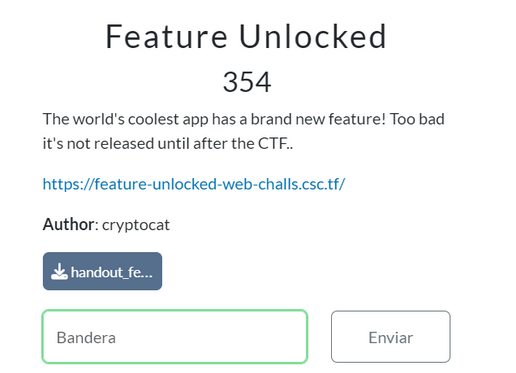 Feature Unlocked
354
The world's coolest app has a brand new feature! Too bad
it's not released until after the CTF..
https://feature-unlocked-web-challs.csc.tf/
Author: cryptocat
handout_fe...
Bandera
Enviar